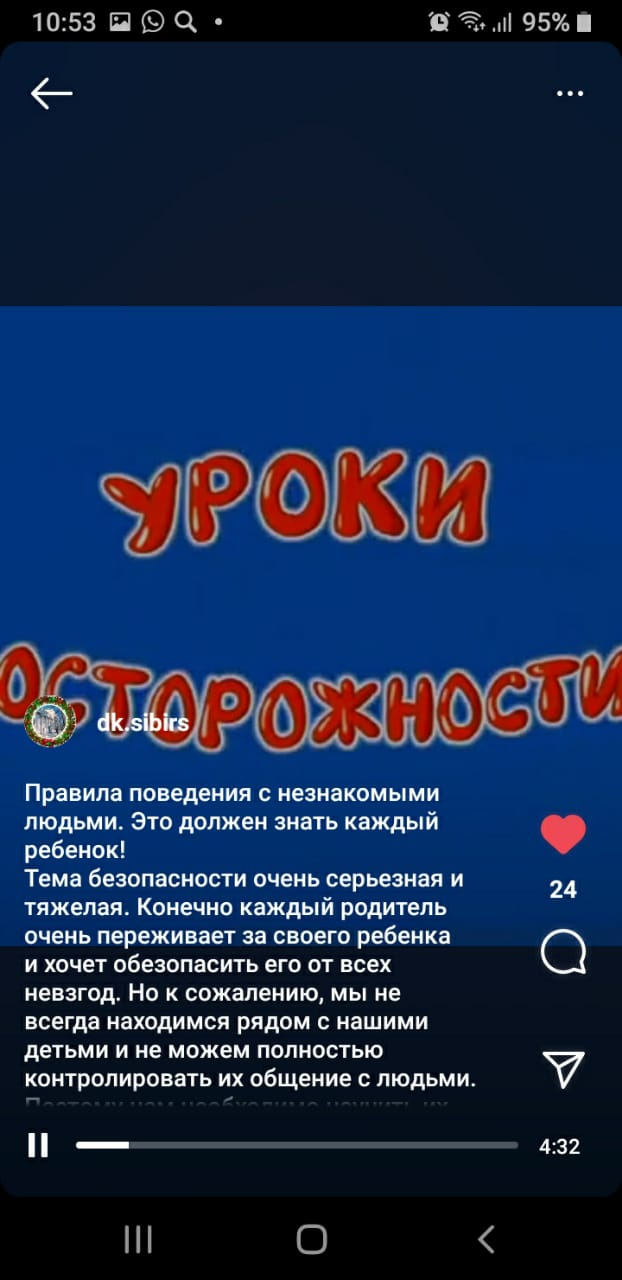 10:53
95%
УРОКИ
ОСТОРОЖНОСТИ
dk.sibirs
Правила поведения с незнакомыми
людьми. Это должен знать каждый
ребенок!
Тема безопасности очень серьезная и
тяжелая. Конечно каждый родитель
очень переживает за своего ребенка
и хочет обезопасить его от всех
невзгод. Но к сожалению, мы не
всегда находимся рядом с нашими
детьми и не можем полностью
контролировать их общение с людьми.
24
4:32